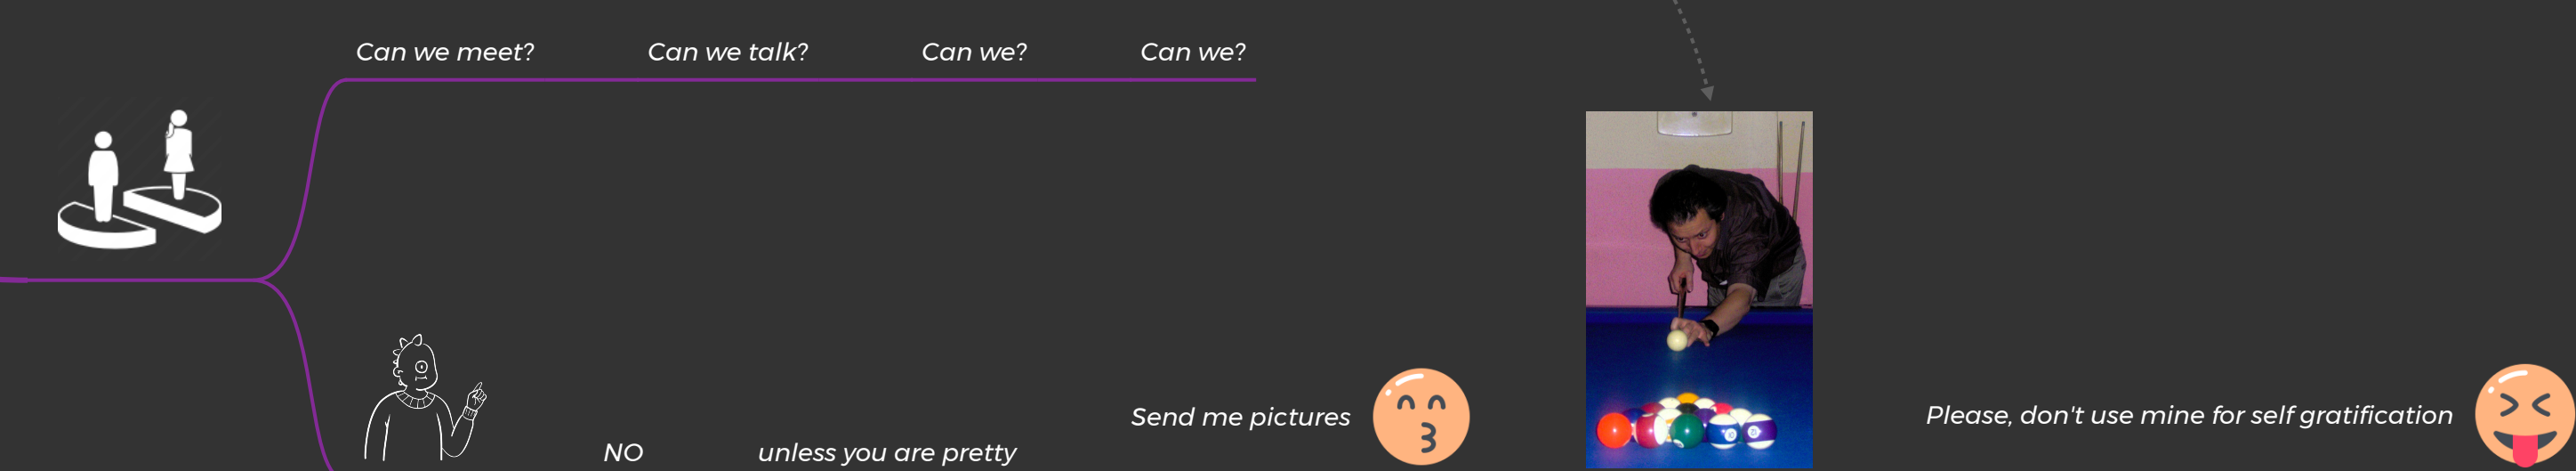 Can we meet?
Can we talk?
Can we?
Can we?
NO
unless you are pretty
Send me pictures
Please, don't use mine for self gratification